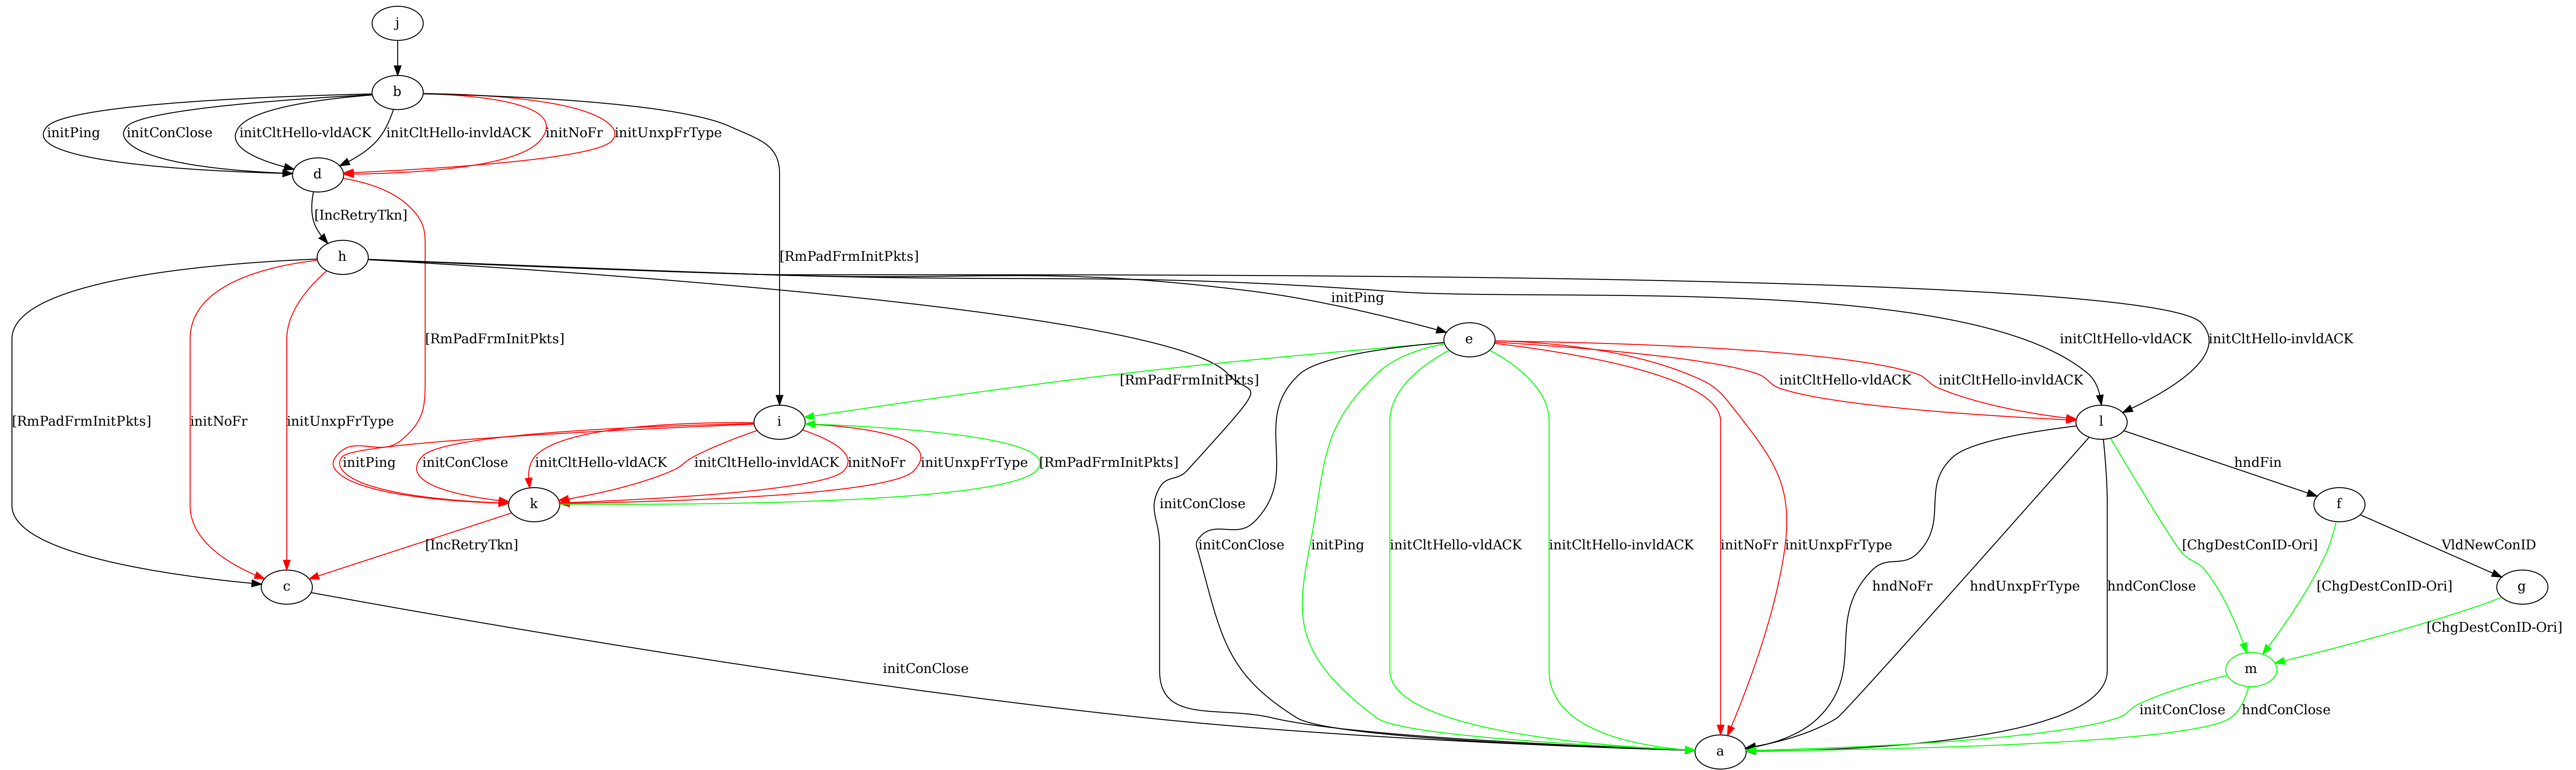 j
b
initPing
initConClose
initCltHello-vldACK
initCltHello-invldACK
initNoFr
initUnxpFrType
d
[IncRetryTkn]
h
[RmPadFrmInitPkts]
initPing
[RmPadFrmInitPkts]
e
initCltHello-vldACK
initCltHello-invldACK
[RmPadFrmInitPkts]
initCltHello-vldACK
initCltHello-invldACK
[RmPadFrmInitPkts]
initNoFr
initUnxpFrType
i
l
initPing
initConClose
initCltHello-vldACK
initCltHello-invldACK
initNoFr
initUnxpFrType
[RmPadFrmInitPkts]
hndFin
k
initConClose
f
[IncRetryTkn]
initConClose
initPing
initCltHello-vldACK
initCltHello-invldACK
initNoFr
initUnxpFrType
hndNoFr
hndUnxpFrType
hndConClose
[ChgDestConID-Ori]
VldNewConID
c
[ChgDestConID-Ori]
g
[ChgDestConID-Ori]
initConClose
m
initConClose
hndConClose
a